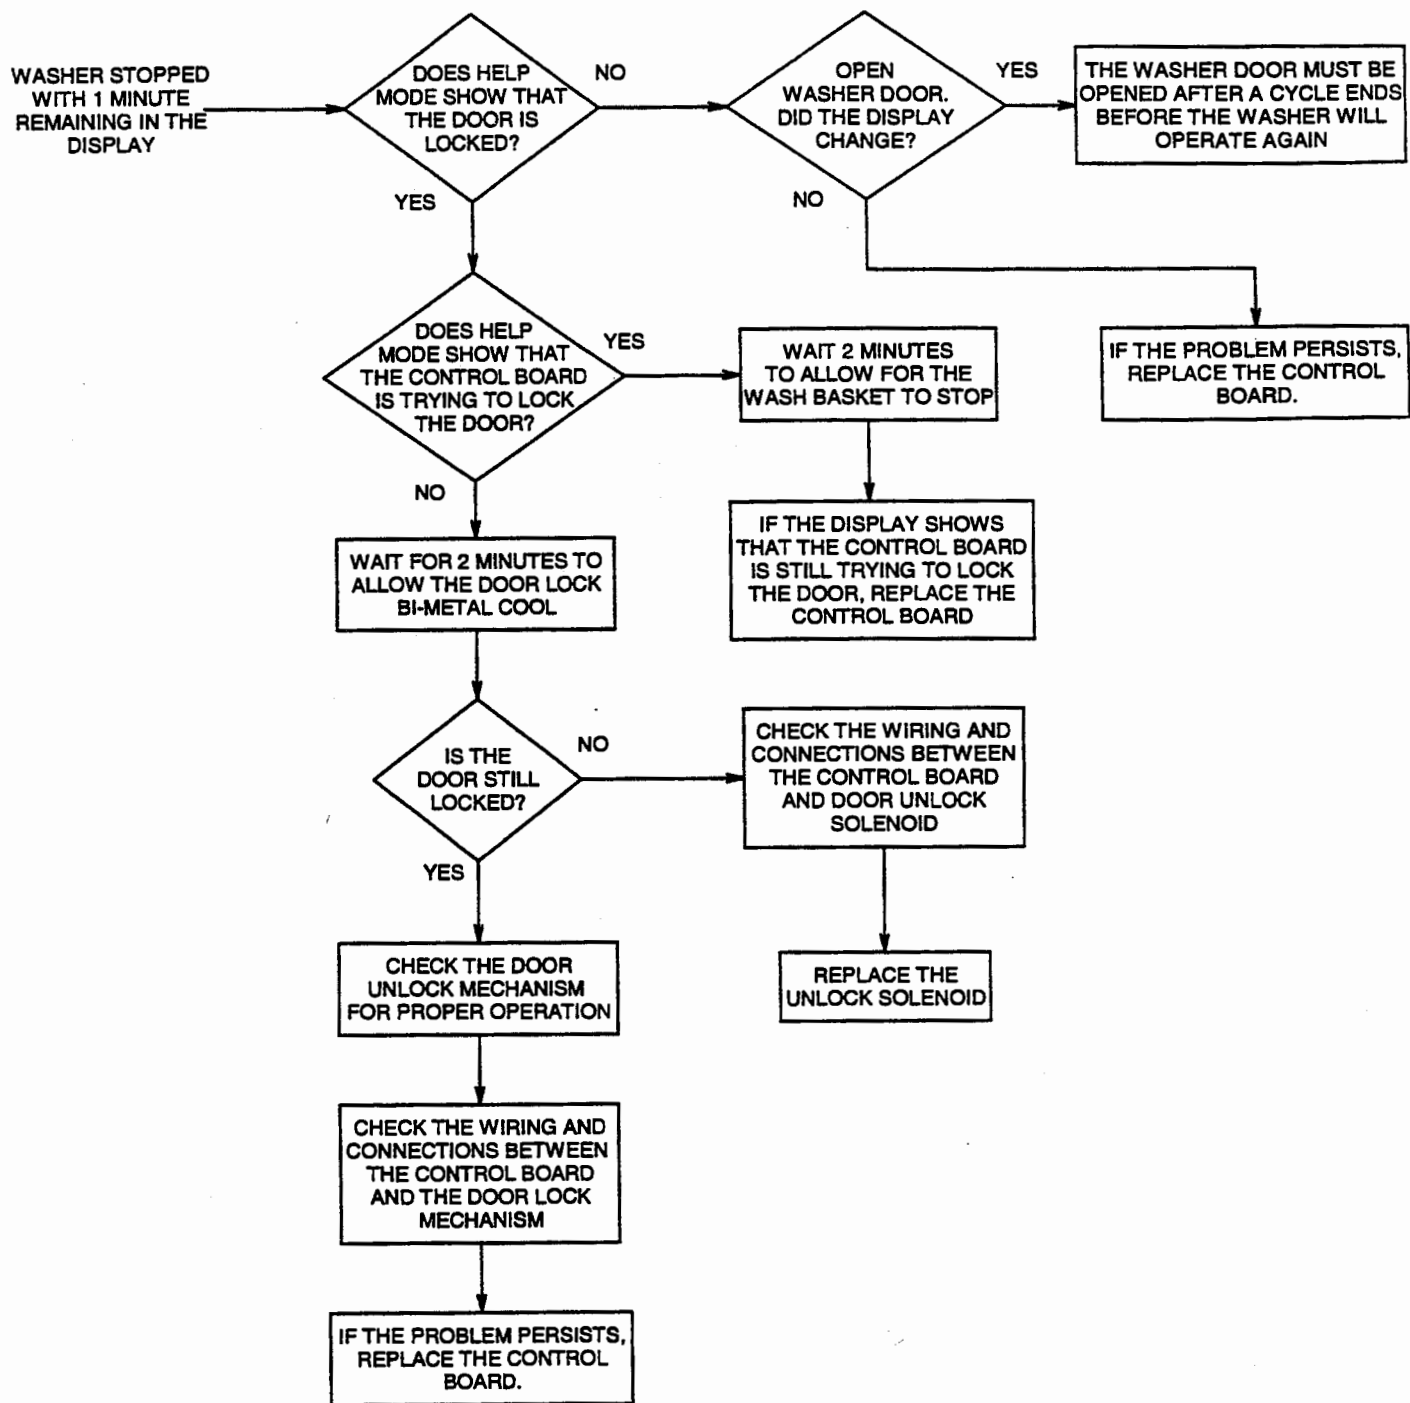 WASHER STOPPED
WITH 1 MINUTE
REMAINING IN THE
DISPLAY
DOES HELP
MODE SHOW THAT
THE DOOR IS
LOCKED?
NO
OPEN
WASHER DOOR.
DID THE DISPLAY
CHANGE?
YES
THE WASHER DOOR MUST BE
OPENED AFTER A CYCLE ENDS
BEFORE THE WASHER WILL
OPERATE AGAIN
YES
NO
DOES HELP
MODE SHOW THAT
THE CONTROL BOARD
IS TRYING TO LOCK
THE DOOR?
YES
WAIT 2 MINUTES
TO ALLOW FOR THE
WASH BASKET TO STOP
IF THE PROBLEM PERSISTS,
REPLACE THE CONTROL
BOARD.
NO
IF THE DISPLAY SHOWS
THAT THE CONTROL BOARD
IS STILL TRYING TO LOCK
THE DOOR, REPLACE THE
CONTROL BOARD
WAIT FOR 2 MINUTES TO
ALLOW THE DOOR LOCK
BI-METAL COOL
IS THE
DOOR STILL
LOCKED?
NO
CHECK THE WIRING AND
CONNECTIONS BETWEEN
THE CONTROL BOARD
AND DOOR UNLOCK
SOLENOID
YES
CHECK THE DOOR
UNLOCK MECHANISM
FOR PROPER OPERATION
REPLACE THE
UNLOCK SOLENOID
CHECK THE WIRING AND
CONNECTIONS BETWEEN
THE CONTROL BOARD
AND THE DOOR LOCK
MECHANISM
IF THE PROBLEM PERSISTS,
REPLACE THE CONTROL
BOARD.